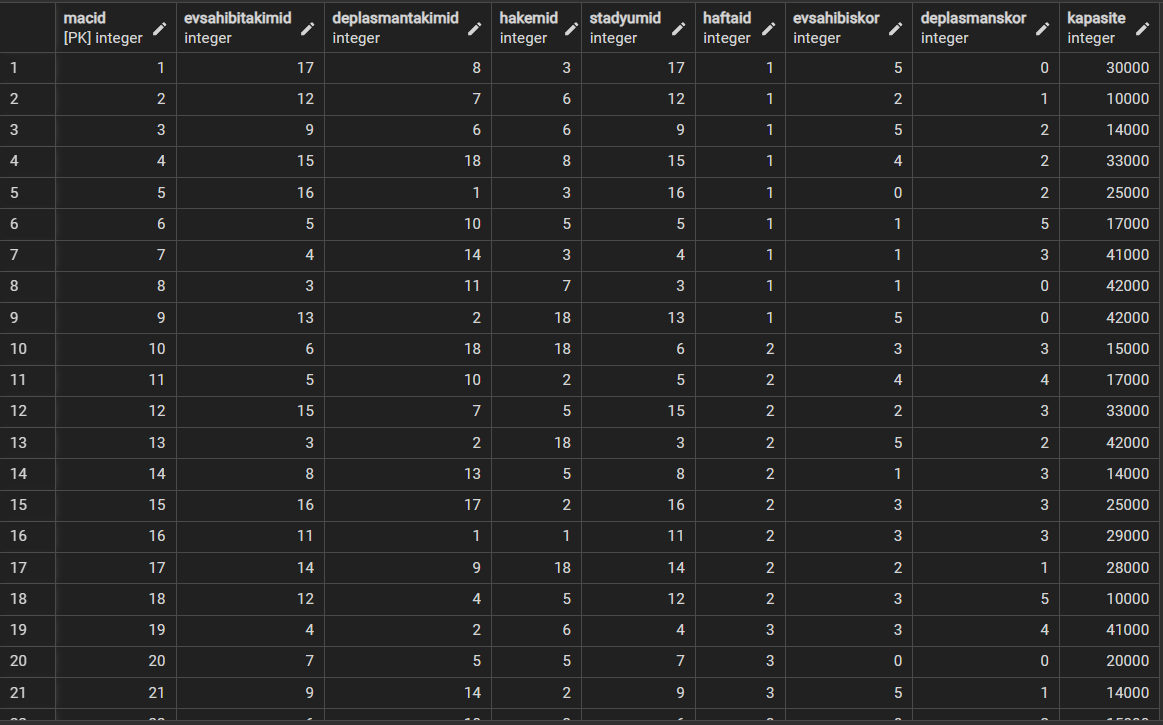 macid evsahibitakimid deplasmantakimid hakemid stadyumid haftaid evsahibiskor deplasmanskor kapasite
[PK] integer integer integer integer integer integer integer integer integer
1 1 17 8 3 17 1 5 0 30000
2 2 12 7 6 12 1 2 1 10000
3 3 9 6 6 9 1 5 2 14000
4 4 15 18 8 15 1 4 2 33000
5 5 16 1 3 16 1 0 2 25000
6 6 5 10 5 5 1 1 5 17000
7 7 4 14 3 4 1 1 3 41000
8 8 3 11 7 3 1 1 0 42000
9 9 13 2 18 13 1 5 0 42000
10 10 6 18 18 6 2 3 3 15000
11 11 5 10 2 5 2 4 4 17000
12 12 15 7 5 15 2 2 3 33000
13 13 3 2 18 3 2 5 2 42000
14 14 8 13 5 8 2 1 3 14000
15 15 16 17 2 16 2 3 3 25000
16 16 11 1 1 11 2 3 3 29000
17 17 14 9 18 14 2 2 1 28000
18 18 12 4 5 12 2 3 5 10000
19 19 4 2 6 4 3 3 4 41000
20 20 7 5 5 7 3 0 0 20000
21 21 9 14 2 9 3 5 1 14000